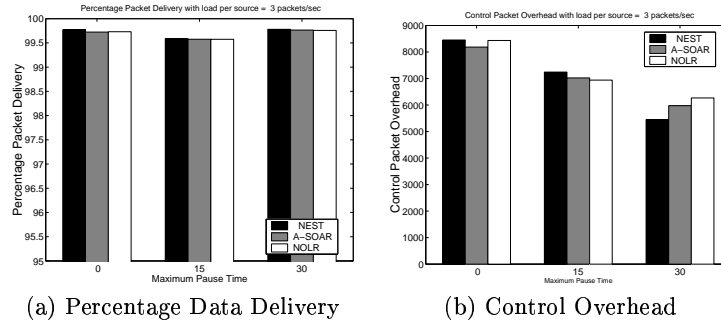 Percentage Packet Delivery with load per source = 3 packets/sec
100
99.5
99
98.5
98
97.5
97
96.5
96
95.5
95
Percentage Packet Delivery
NEST
A−SOAR
NOLR
0
15
30
Maximum Pause Time
(a) Percentage Data Delivery
Control Packet Overhead with load per source = 3 packets/sec
9000
8000
7000
6000
5000
4000
3000
2000
1000
0
Control Packet Overhead
NEST
A−SOAR
NOLR
0
15
30
Maximum Pause Time
(b) Control Overhead